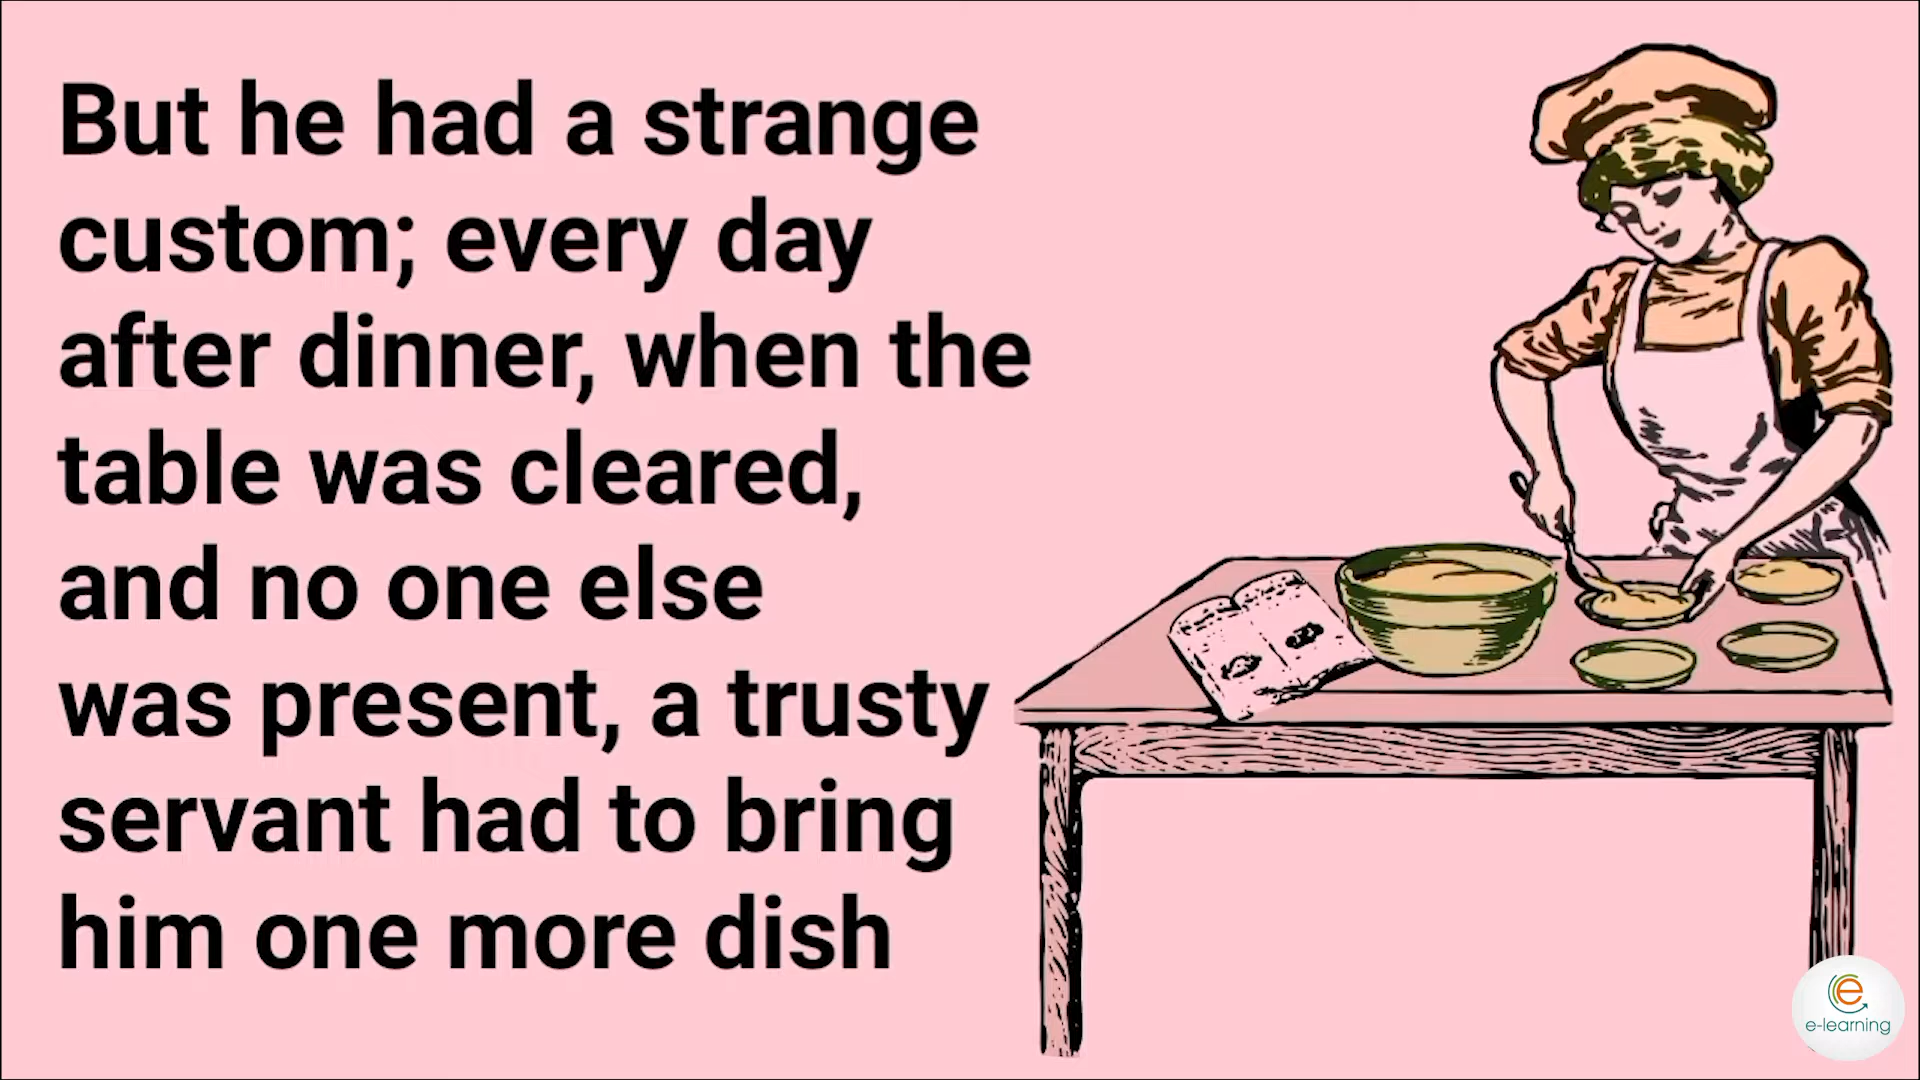 But he had a strange
custom; every day
after dinner, when the
table was cleared,
and no one else
was present, a trusty
servant had to bring
him one more dish
e
e-learning